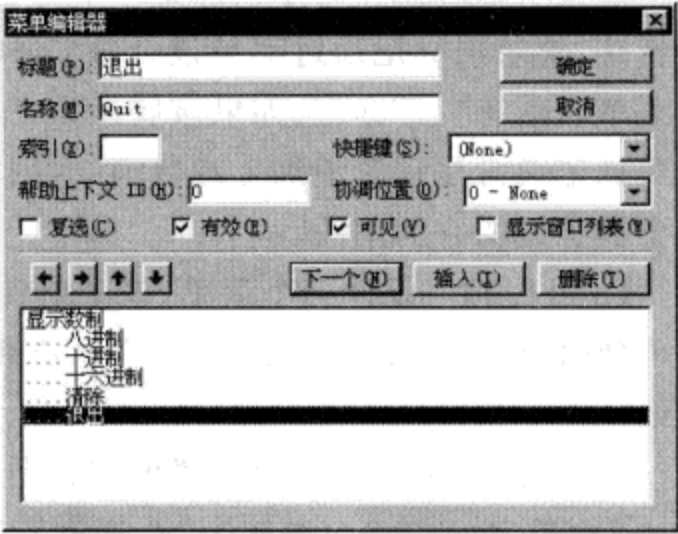 菜单编辑器
标题(P): 退出
确定
名称(M): Quit
取消
索引(X):
快捷键(S): (None)
帮助上下文 ID(H): 0
协调位置(O): 0 - None
复选(C) 有效(E) 可见(V) 显示窗口列表(W)
下一个(N) 插入(I) 删除(T)
显示数制
....八进制
....十进制
....十六进制
....清除
....退出